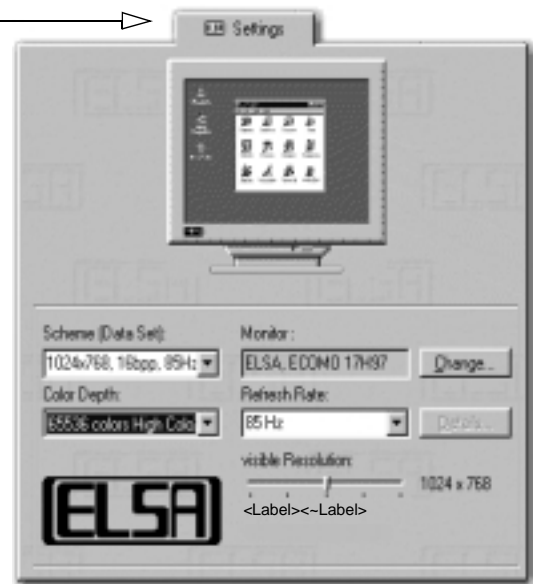 Settings
Scheme (Data Set):
1024x768, 16bpp, 85Hz
Monitor:
ELSA, ECOMO 17H97
Change...
Color Depth:
65536 colors High Colo
Refresh Rate:
85 Hz
Details...
visible Resolution:
1024 x 768
<Label><~Label>
ELSA